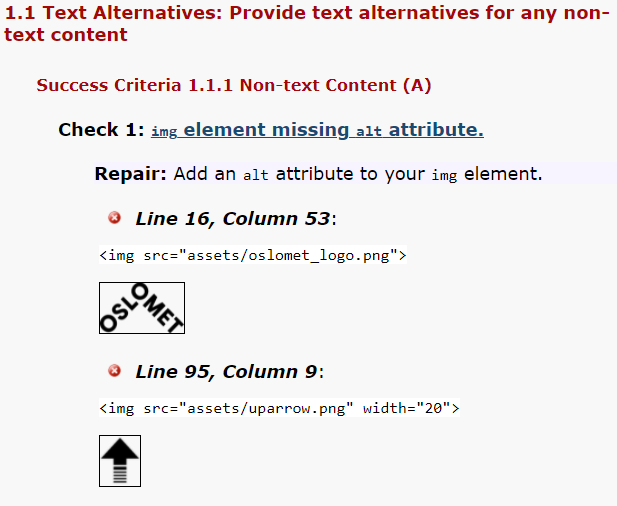 1.1 Text Alternatives: Provide text alternatives for any non-
text content
Success Criteria 1.1.1 Non-text Content (A)
Check 1: img element missing alt attribute.
Repair: Add an alt attribute to your img element.
Line 16, Column 53:
<img src="assets/oslomet_logo.png">
OSLOMET
Line 95, Column 9:
<img src="assets/uparrow.png" width="20">